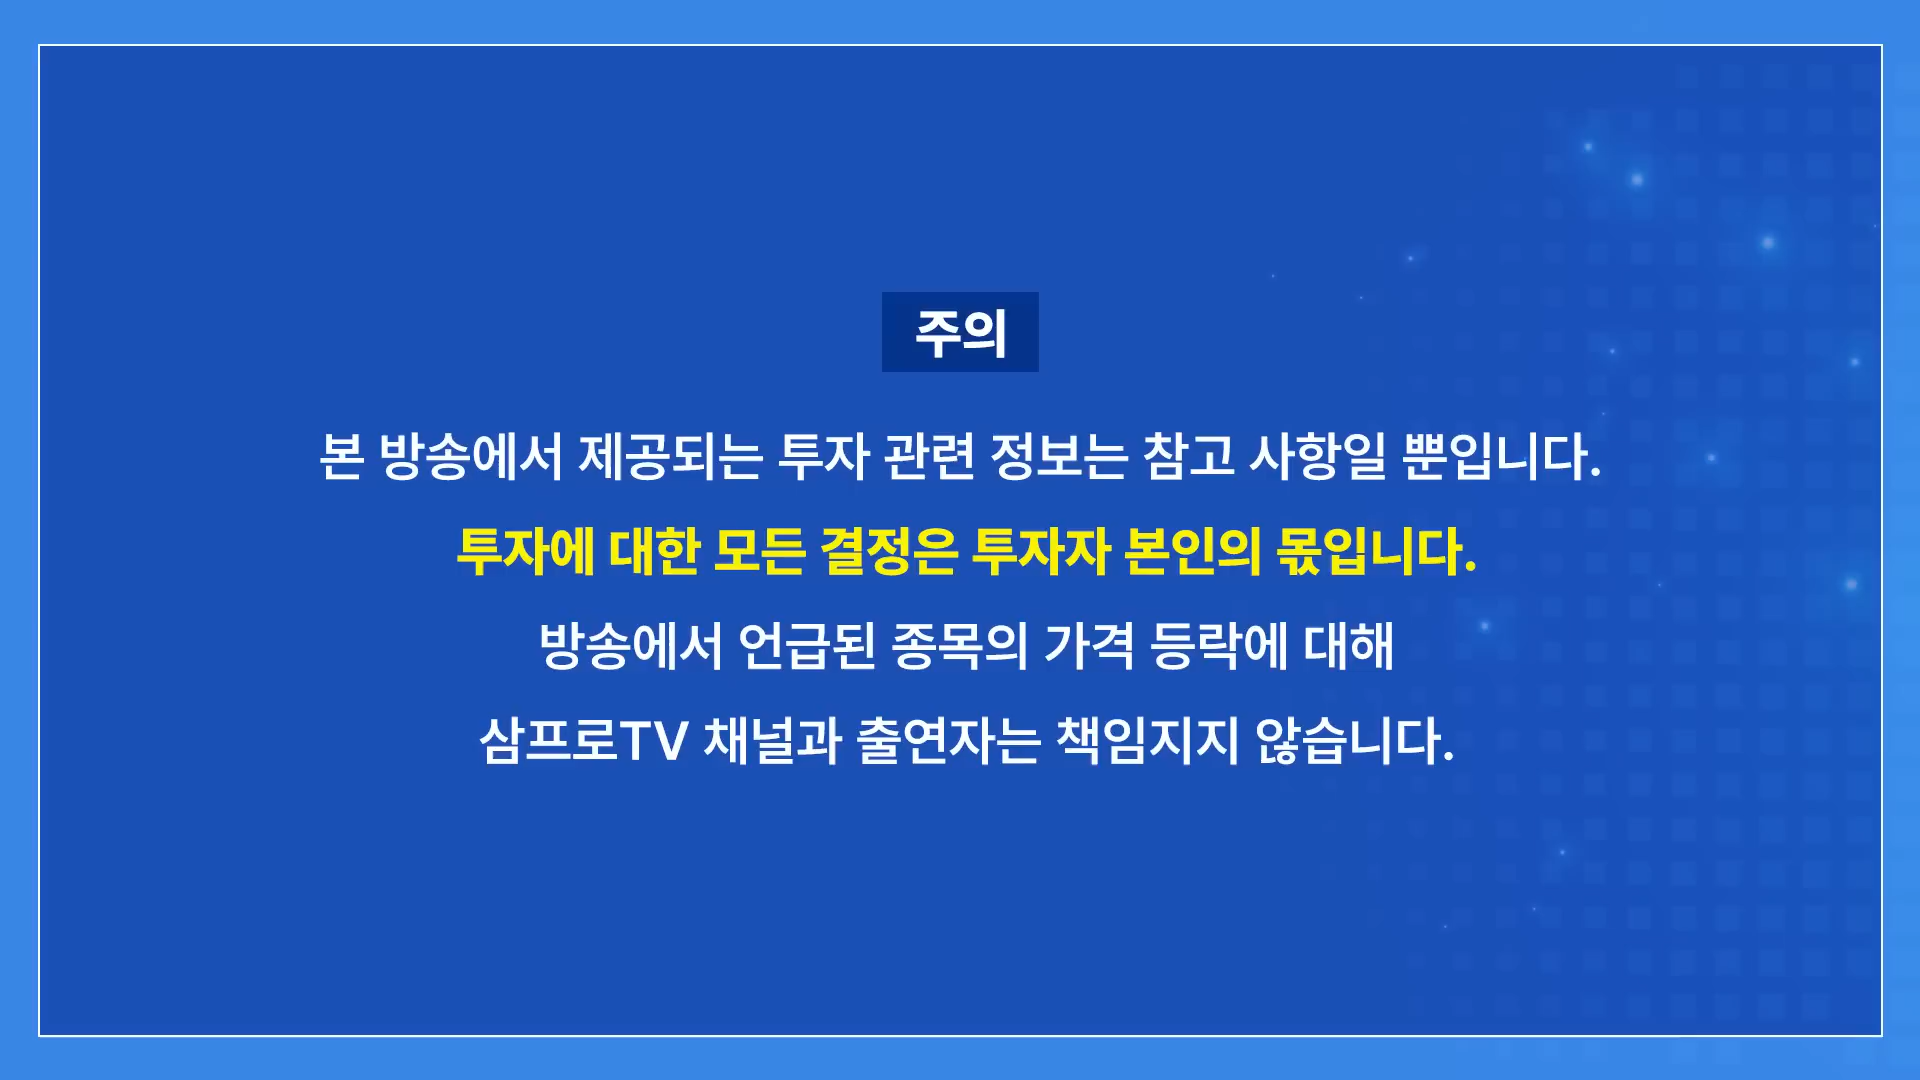 주의
본 방송에서 제공되는 투자 관련 정보는 참고 사항일 뿐입니다.
투자에 대한 모든 결정은 투자자 본인의 몫입니다.
방송에서 언급된 종목의 가격 등락에 대해
삼프로TV 채널과 출연자는 책임지지 않습니다.